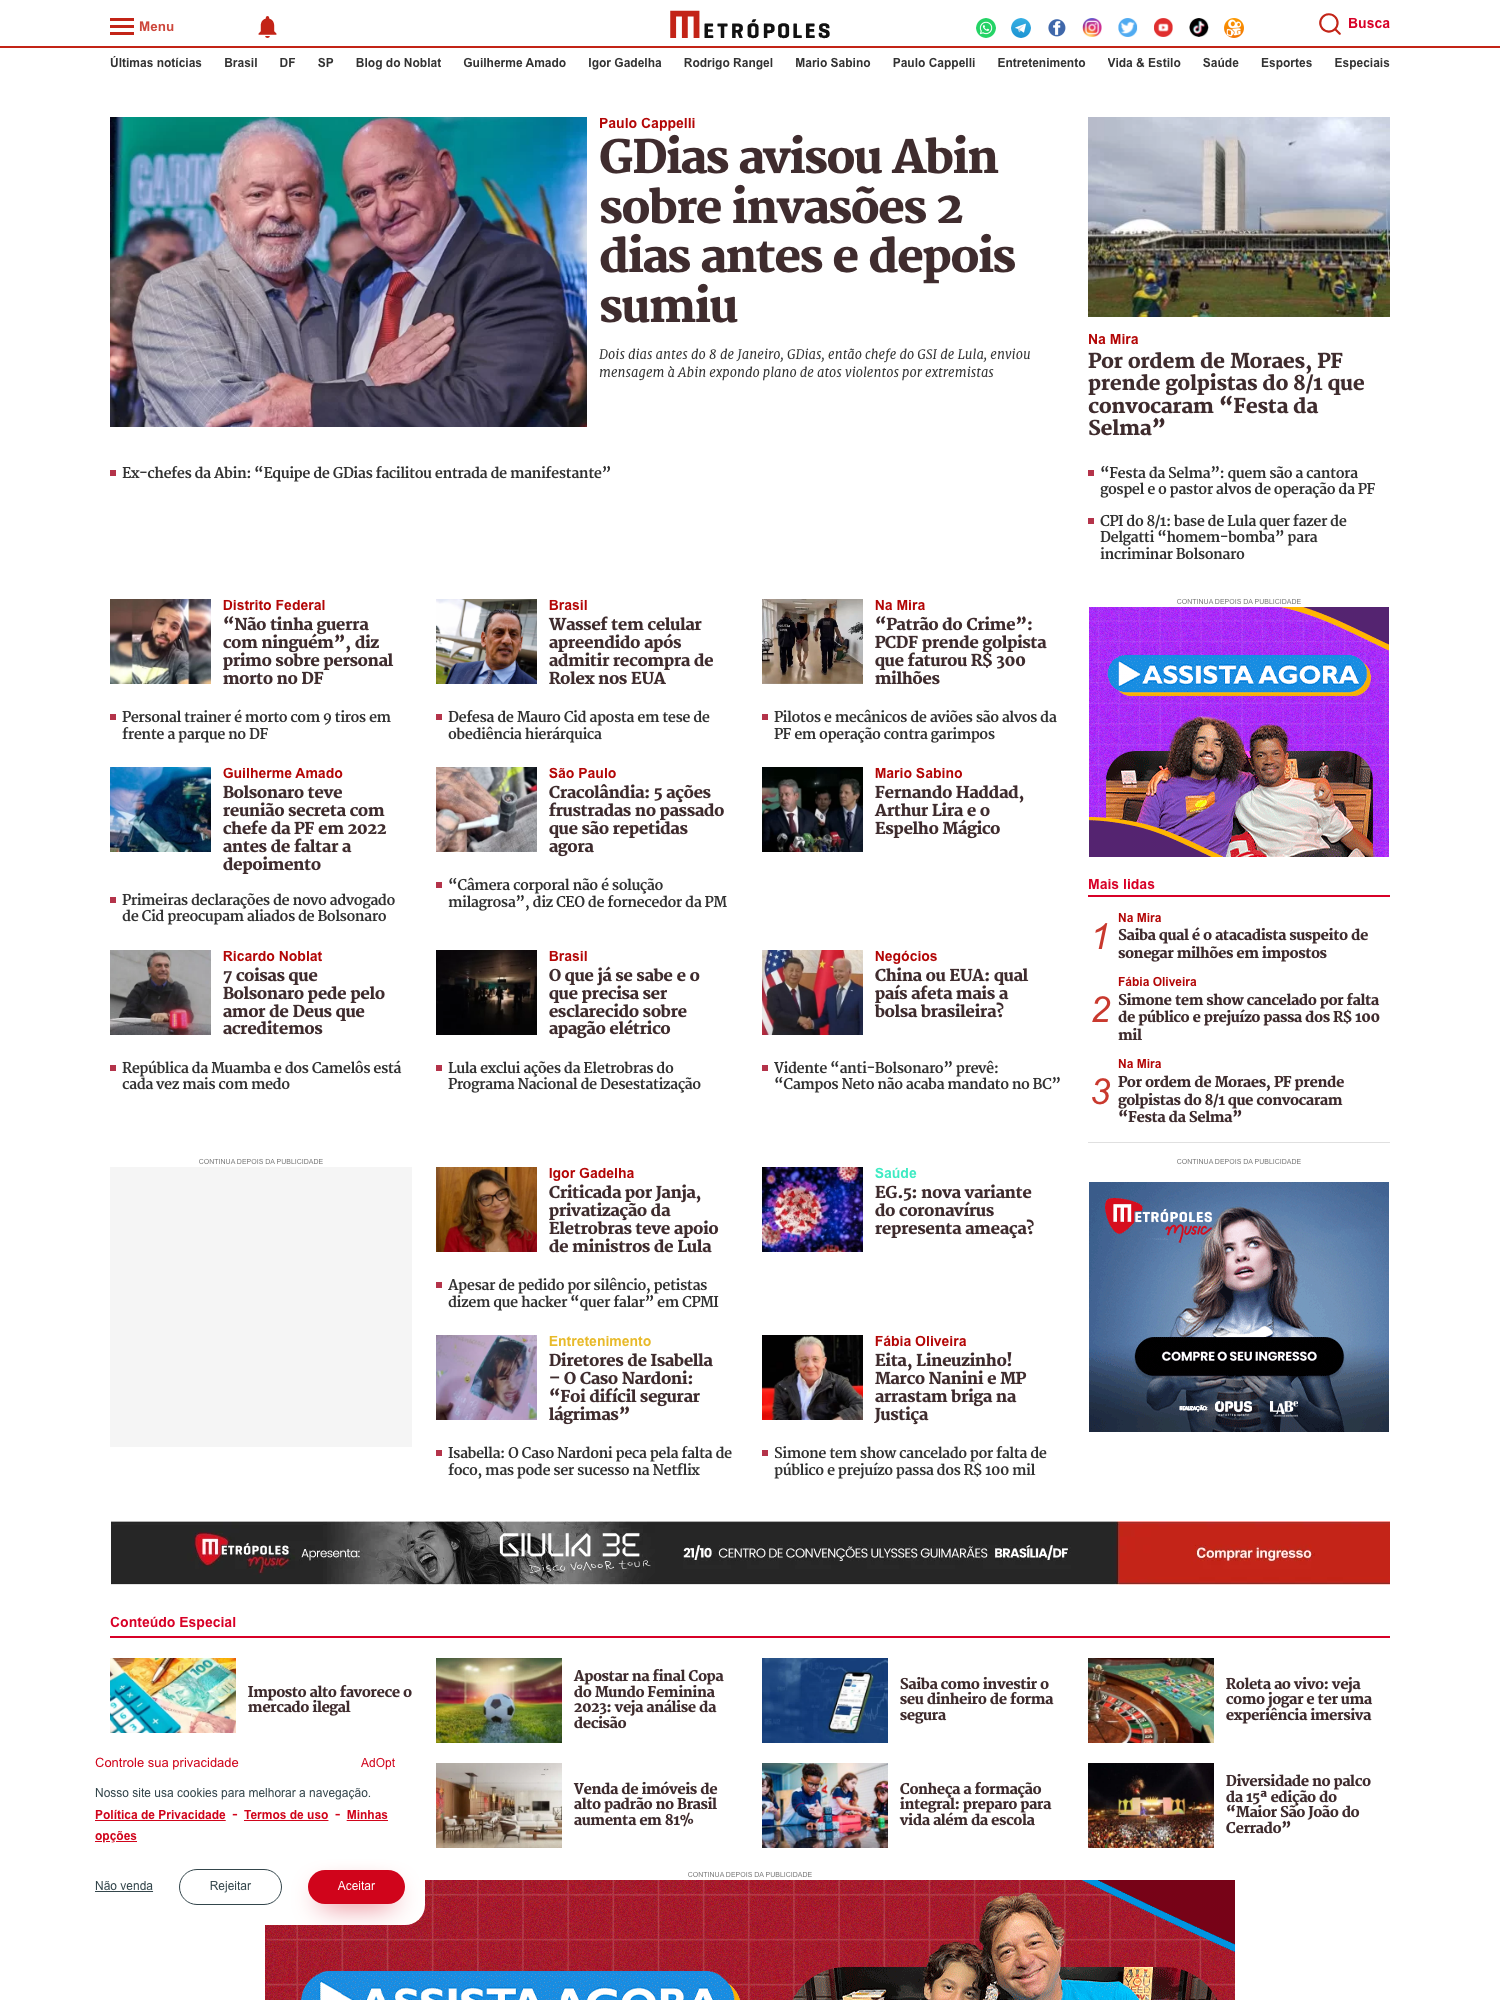 Menu
METRÓPOLES
Busca
Últimas notícias Brasil DF SP Blog do Noblat Guilherme Amado Igor Gadelha Rodrigo Rangel Mario Sabino Paulo Cappelli Entretenimento Vida & Estilo Saúde Esportes Especiais
Paulo Cappelli
GDias avisou Abin
sobre invasões 2
dias antes e depois
sumiu
Dois dias antes do 8 de Janeiro, GDias, então chefe do GSI de Lula, enviou
mensagem à Abin expondo plano de atos violentos por extremistas
Ex-chefes da Abin: “Equipe de GDias facilitou entrada de manifestante”
Na Mira
Por ordem de Moraes, PF
prende golpistas do 8/1 que
convocaram “Festa da
Selma”
“Festa da Selma”: quem são a cantora
gospel e o pastor alvos de operação da PF
CPI do 8/1: base de Lula quer fazer de
Delgatti “homem-bomba” para
incriminar Bolsonaro
Distrito Federal
“Não tinha guerra
com ninguém”, diz
primo sobre personal
morto no DF
Personal trainer é morto com 9 tiros em
frente a parque no DF
Brasil
Wassef tem celular
apreendido após
admitir recompra de
Rolex nos EUA
Defesa de Mauro Cid aposta em tese de
obediência hierárquica
Na Mira
“Patrão do Crime”:
PCDF prende golpista
que faturou R$ 300
milhões
Pilotos e mecânicos de aviões são alvos da
PF em operação contra garimpos
CONTINUA DEPOIS DA PUBLICIDADE
ASSISTA AGORA
Guilherme Amado
Bolsonaro teve
reunião secreta com
chefe da PF em 2022
antes de faltar a
depoimento
Primeiras declarações de novo advogado
de Cid preocupam aliados de Bolsonaro
São Paulo
Cracolândia: 5 ações
frustradas no passado
que são repetidas
agora
“Câmera corporal não é solução
milagrosa”, diz CEO de fornecedor da PM
Mario Sabino
Fernando Haddad,
Arthur Lira e o
Espelho Mágico
Mais lidas
1
Na Mira
Saiba qual é o atacadista suspeito de
sonegar milhões em impostos
2
Fábia Oliveira
Simone tem show cancelado por falta
de público e prejuízo passa dos R$ 100
mil
3
Na Mira
Por ordem de Moraes, PF prende
golpistas do 8/1 que convocaram
“Festa da Selma”
Ricardo Noblat
7 coisas que
Bolsonaro pede pelo
amor de Deus que
acreditemos
República da Muamba e dos Camelôs está
cada vez mais com medo
Brasil
O que já se sabe e o
que precisa ser
esclarecido sobre
apagão elétrico
Lula exclui ações da Eletrobras do
Programa Nacional de Desestatização
Negócios
China ou EUA: qual
país afeta mais a
bolsa brasileira?
Vidente “anti-Bolsonaro” prevê:
“Campos Neto não acaba mandato no BC”
CONTINUA DEPOIS DA PUBLICIDADE
Igor Gadelha
Criticada por Janja,
privatização da
Eletrobras teve apoio
de ministros de Lula
Apesar de pedido por silêncio, petistas
dizem que hacker “quer falar” em CPMI
Saúde
EG.5: nova variante
do coronavírus
representa ameaça?
CONTINUA DEPOIS DA PUBLICIDADE
METRÓPOLES
MUSIC
COMPRE O SEU INGRESSO
REALIZAÇÃO: OPUS LABe
Entretenimento
Diretores de Isabella
– O Caso Nardoni:
“Foi difícil segurar
lágrimas”
Isabella: O Caso Nardoni peca pela falta de
foco, mas pode ser sucesso na Netflix
Fábia Oliveira
Eita, Lineuzinho!
Marco Nanini e MP
arrastam briga na
Justiça
Simone tem show cancelado por falta de
público e prejuízo passa dos R$ 100 mil
METRÓPOLES MUSIC Apresenta: GIULIA BE DISCO VOADOR TOUR 21/10 CENTRO DE CONVENÇÕES ULYSSES GUIMARÃES BRASÍLIA/DF Comprar ingresso
Conteúdo Especial
Imposto alto favorece o
mercado ilegal
Apostar na final Copa
do Mundo Feminina
2023: veja análise da
decisão
Saiba como investir o
seu dinheiro de forma
segura
Roleta ao vivo: veja
como jogar e ter uma
experiência imersiva
Controle sua privacidade AdOpt
Nosso site usa cookies para melhorar a navegação.
Política de Privacidade - Termos de uso - Minhas
opções
Não venda Rejeitar Aceitar
Venda de imóveis de
alto padrão no Brasil
aumenta em 81%
Conheça a formação
integral: preparo para
vida além da escola
Diversidade no palco
da 15ª edição do
“Maior São João do
Cerrado”
CONTINUA DEPOIS DA PUBLICIDADE
ASSISTA AGORA